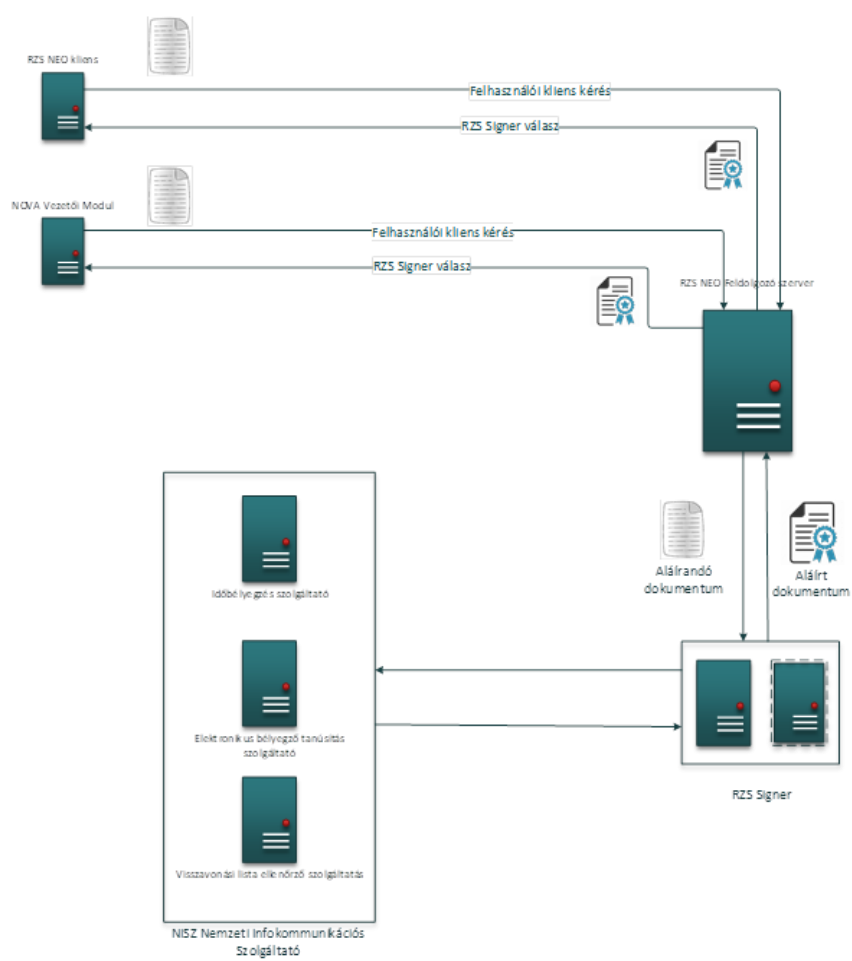 RZS NEO kliens
Felhasználói kliens kérés
RZS Signer válasz
NOVA Vezetői Modul
Felhasználói kliens kérés
RZS Signer válasz
RZS NEO Feldolgozó szerver
Aláírandó
dokumentum
Aláírt
dokumentum
Időbélyegzés szolgáltató
Elektronikus bélyegző tanúsítás
szolgáltató
Visszavonási lista ellenőrző szolgáltatás
RZS Signer
NISZ Nemzeti Infokommunikációs
Szolgáltató